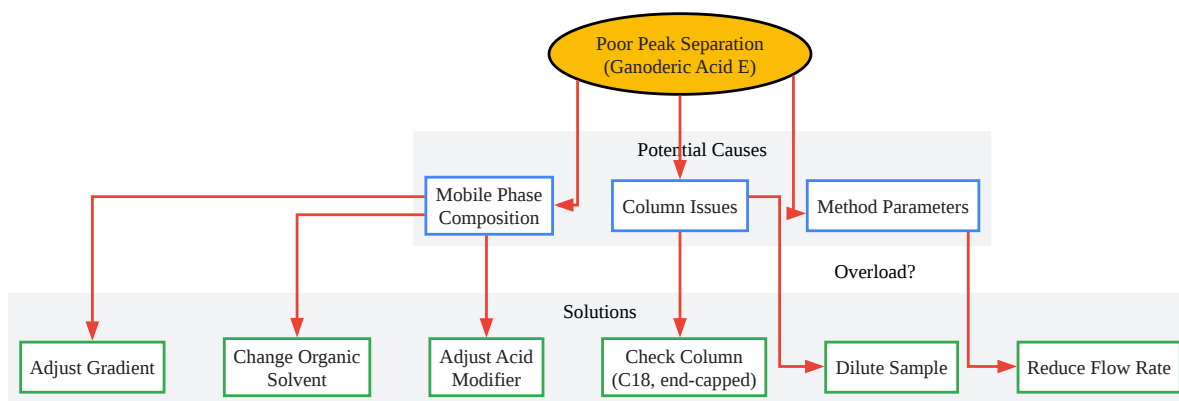 Poor Peak Separation
(Ganoderic Acid E)
Potential Causes
Mobile Phase
Composition
Column Issues
Method Parameters
Overload?
Solutions
Adjust Gradient
Change Organic
Solvent
Adjust Acid
Modifier
Check Column
(C18, end-capped)
Dilute Sample
Reduce Flow Rate